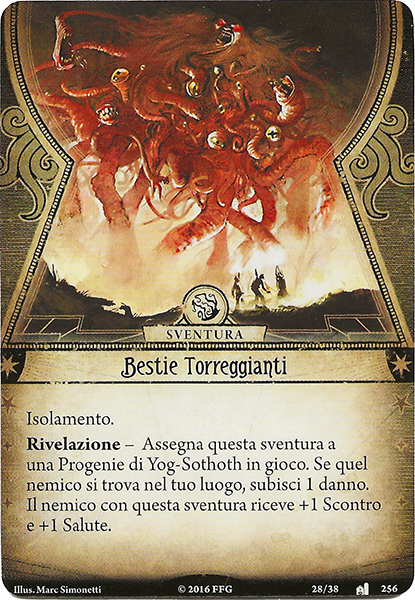 SVENTURA
Bestie Torreggianti
Isolamento.
Rivelazione – Assegna questa sventura a
una Progenie di Yog-Sothoth in gioco. Se quel
nemico si trova nel tuo luogo, subisci 1 danno.
Il nemico con questa sventura riceve +1 Scontro
e +1 Salute.
Illus. Marc Simonetti © 2016 FFG 28/38 256